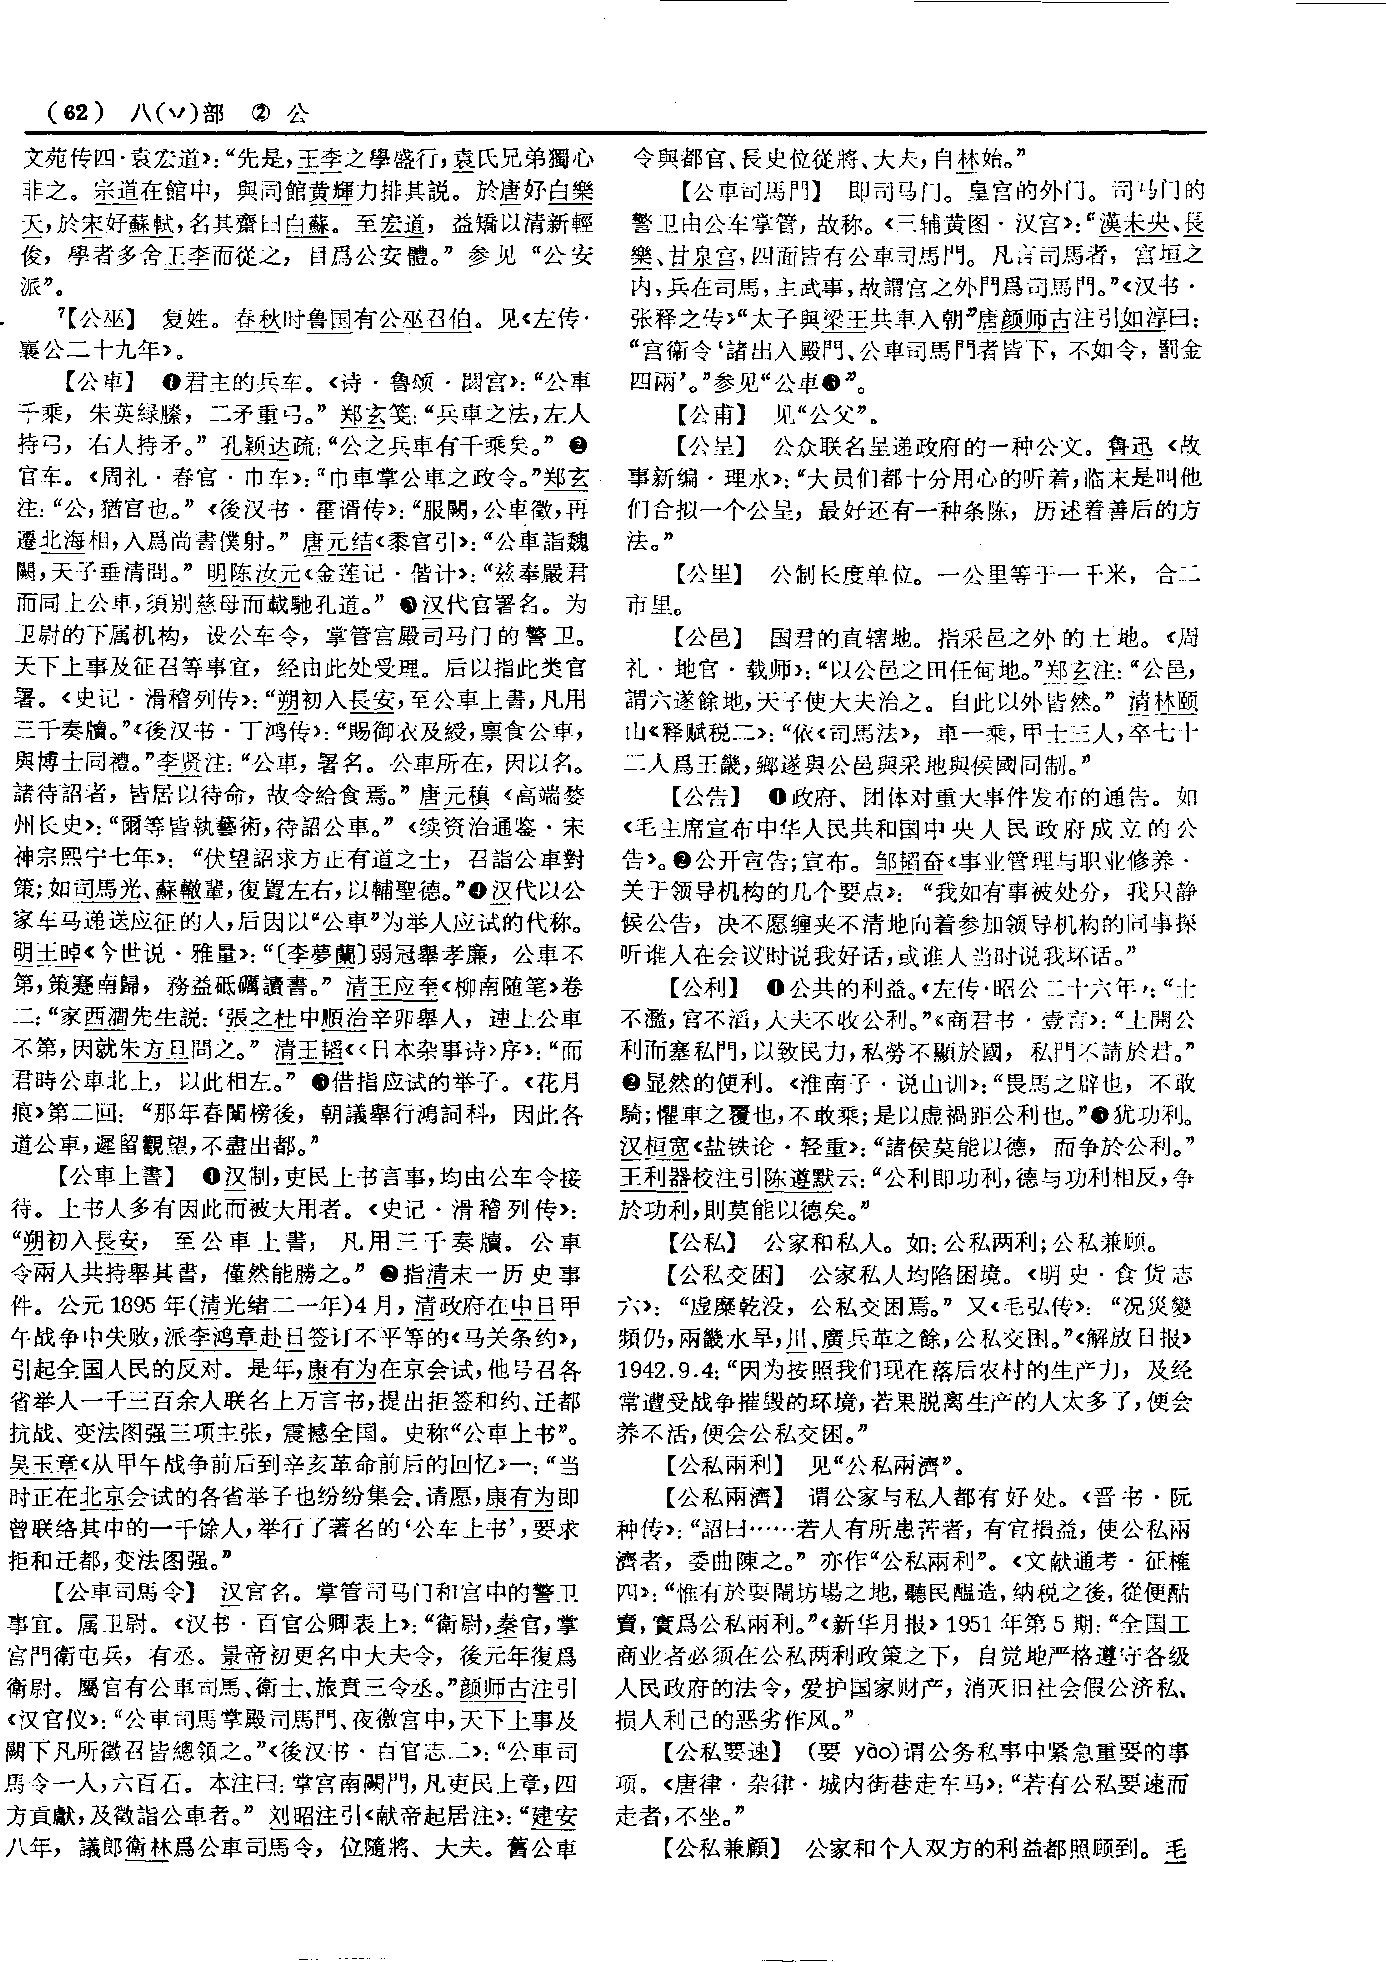 (62) 八(丷)部 ② 公
文苑传四·袁宏道》：“先是，王李之學盛行，袁氏兄弟獨心
非之。宗道在館中，與同館黄輝力排其説。於唐好白樂
天，於宋好蘇軾，名其齋曰白蘇。至宏道，益矯以清新輕
俊，學者多舍王李而從之，目爲公安體。”参见“公安
派”。
7【公巫】 复姓。春秋时鲁国有公巫召伯。见《左传·
襄公二十九年》。
【公車】 ❶君主的兵车。《诗·鲁颂·閟宫》：“公車
千乘，朱英緑縢，二矛重弓。”郑玄笺：“兵車之法，左人
持弓，右人持矛。”孔颖达疏：“公之兵車有千乘矣。”❷
官车。《周礼·春官·巾车》：“巾車掌公車之政令。”郑玄
注：“公，猶官也。”《後汉书·霍谞传》：“服闋，公車徵，再
遷北海相，入爲尚書僕射。”唐元结《忝官引》：“公車詣魏
闕，天子垂清問。”明陈汝元《金莲记·偕计》：“兹奉嚴君
而同上公車，須别慈母而載馳孔道。”❸汉代官署名。为
卫尉的下属机构，设公车令，掌管宫殿司马门的警卫。
天下上事及征召等事宜，经由此处受理。后以指此类官
署。《史记·滑稽列传》：“朔初入長安，至公車上書，凡用
三千奏牘。”《後汉书·丁鸿传》：“賜御衣及綬，禀食公車，
與博士同禮。”李贤注：“公車，署名。公車所在，因以名。
諸待詔者，皆居以待命，故令給食焉。”唐元稹《高端婺
州长史》：“爾等皆執藝術，待詔公車。”《续资治通鉴·宋
神宗熙宁七年》：“伏望詔求方正有道之士，召詣公車對
策；如司馬光、蘇轍輩，復置左右，以輔聖德。”❹汉代以公
家车马递送应征的人，后因以“公車”为举人应试的代称。
明王晫《今世说·雅量》：“〔李夢蘭〕弱冠舉孝廉，公車不
第，策蹇南歸，務益砥礪讀書。”清王应奎《柳南随笔》卷
二：“家西澗先生説：‘張之杜中順治辛卯舉人，連上公車
不第，因就朱方旦問之。”清王韬《〈日本杂事诗〉序》：“而
君時公車北上，以此相左。”❺借指应试的举子。《花月
痕》第二回：“那年春闈榜後，朝議舉行鴻詞科，因此各
道公車，遲留觀望，不盡出都。”
【公車上書】 ❶汉制，吏民上书言事，均由公车令接
待。上书人多有因此而被大用者。《史记·滑稽列传》：
“朔初入長安，至公車上書，凡用三千奏牘。公車
令兩人共持舉其書，僅然能勝之。”❷指清末一历史事
件。公元1895年(清光绪二一年)4月，清政府在中日甲
午战争中失败，派李鸿章赴日签订不平等的《马关条约》，
引起全国人民的反对。是年，康有为在京会试，他号召各
省举人一千三百余人联名上万言书，提出拒签和约、迁都
抗战、变法图强三项主张，震撼全国。史称“公車上书”。
吴玉章《从甲午战争前后到辛亥革命前后的回忆》一：“当
时正在北京会试的各省举子也纷纷集会、请愿，康有为即
曾联络其中的一千馀人，举行了著名的‘公车上书’，要求
拒和迁都，变法图强。”
【公車司馬令】 汉官名。掌管司马门和宫中的警卫
事宜。属卫尉。《汉书·百官公卿表上》：“衛尉，秦官，掌
宫門衛屯兵，有丞。景帝初更名中大夫令，後元年復爲
衛尉。屬官有公車司馬、衛士、旅賁三令丞。”颜师古注引
《汉官仪》：“公車司馬掌殿司馬門、夜徼宫中，天下上事及
闕下凡所徵召皆總領之。”《後汉书·百官志二》：“公車司
馬令一人，六百石。本注曰：掌宫南闕門，凡吏民上章，四
方貢獻，及徵詣公車者。”刘昭注引《献帝起居注》：“建安
八年，議郎衛林爲公車司馬令，位隨將、大夫。舊公車
令與都官、長史位從將、大夫，自林始。”
【公車司馬門】 即司马门。皇宫的外门。司马门的
警卫由公车掌管，故称。《三辅黄图·汉宫》：“漢未央、長
樂、甘泉宫，四面皆有公車司馬門。凡言司馬者，宫垣之
内，兵在司馬，主武事，故謂宫之外門爲司馬門。”《汉书·
张释之传》“太子與梁王共車入朝”唐颜师古注引如淳曰：
“宫衛令‘諸出入殿門、公車司馬門者皆下，不如令，罰金
四兩’。”参见“公車❸”。
【公甫】 见“公父”。
【公呈】 公众联名呈递政府的一种公文。鲁迅《故
事新编·理水》：“大员们都十分用心的听着，临末是叫他
们合拟一个公呈，最好还有一种条陈，历述着善后的方
法。”
【公里】 公制长度单位。一公里等于一千米，合二
市里。
【公邑】 国君的直辖地。指采邑之外的土地。《周
礼·地官·载师》：“以公邑之田任甸地。”郑玄注：“公邑，
謂六遂餘地，天子使大夫治之。自此以外皆然。”清林颐
山《释赋税二》：“依《司馬法》，車一乘，甲士三人，卒七十
二人爲王畿，鄉遂與公邑與采地與侯國同制。”
【公告】 ❶政府、团体对重大事件发布的通告。如
《毛主席宣布中华人民共和国中央人民政府成立的公
告》。❷公开宣告；宣布。邹韬奋《事业管理与职业修养·
关于领导机构的几个要点》：“我如有事被处分，我只静
候公告，决不愿缠夹不清地向着参加领导机构的同事探
听谁人在会议时说我好话，或谁人当时说我坏话。”
【公利】 ❶公共的利益。《左传·昭公二十六年》：“士
不濫，官不滔，大夫不收公利。”《商君书·壹言》：“上開公
利而塞私門，以致民力，私勞不顯於國，私門不請於君。”
❷显然的便利。《淮南子·说山训》：“畏馬之辟也，不敢
騎；懼車之覆也，不敢乘；是以虚禍距公利也。”❸犹功利。
汉桓宽《盐铁论·轻重》：“諸侯莫能以德，而争於公利。”
王利器校注引陈遵默云：“公利即功利，德与功利相反，争
於功利，則莫能以德矣。”
【公私】 公家和私人。如：公私两利；公私兼顾。
【公私交困】 公家私人均陷困境。《明史·食货志
六》：“虚糜乾没，公私交困焉。”又《毛弘传》：“况災變
頻仍，兩畿水旱，川、廣兵革之餘，公私交困。”《解放日报》
1942.9.4：“因为按照我们现在落后农村的生产力，及经
常遭受战争摧毁的环境，若果脱离生产的人太多了，便会
养不活，便会公私交困。”
【公私兩利】 见“公私兩濟”。
【公私兩濟】 谓公家与私人都有好处。《晋书·阮
种传》：“詔曰……若人有所患苦者，有宜損益，使公私兩
濟者，委曲陳之。”亦作“公私兩利”。《文献通考·征榷
四》：“惟有於要鬧坊場之地，聽民醖造，納税之後，從便酤
賣，實爲公私兩利。”《新华月报》1951年第5期：“全国工
商业者必须在公私两利政策之下，自觉地严格遵守各级
人民政府的法令，爱护国家财产，消灭旧社会假公济私、
损人利己的恶劣作风。”
【公私要速】 (要 yào)谓公务私事中紧急重要的事
项。《唐律·杂律·城内街巷走车马》：“若有公私要速而
走者，不坐。”
【公私兼顧】 公家和个人双方的利益都照顾到。毛